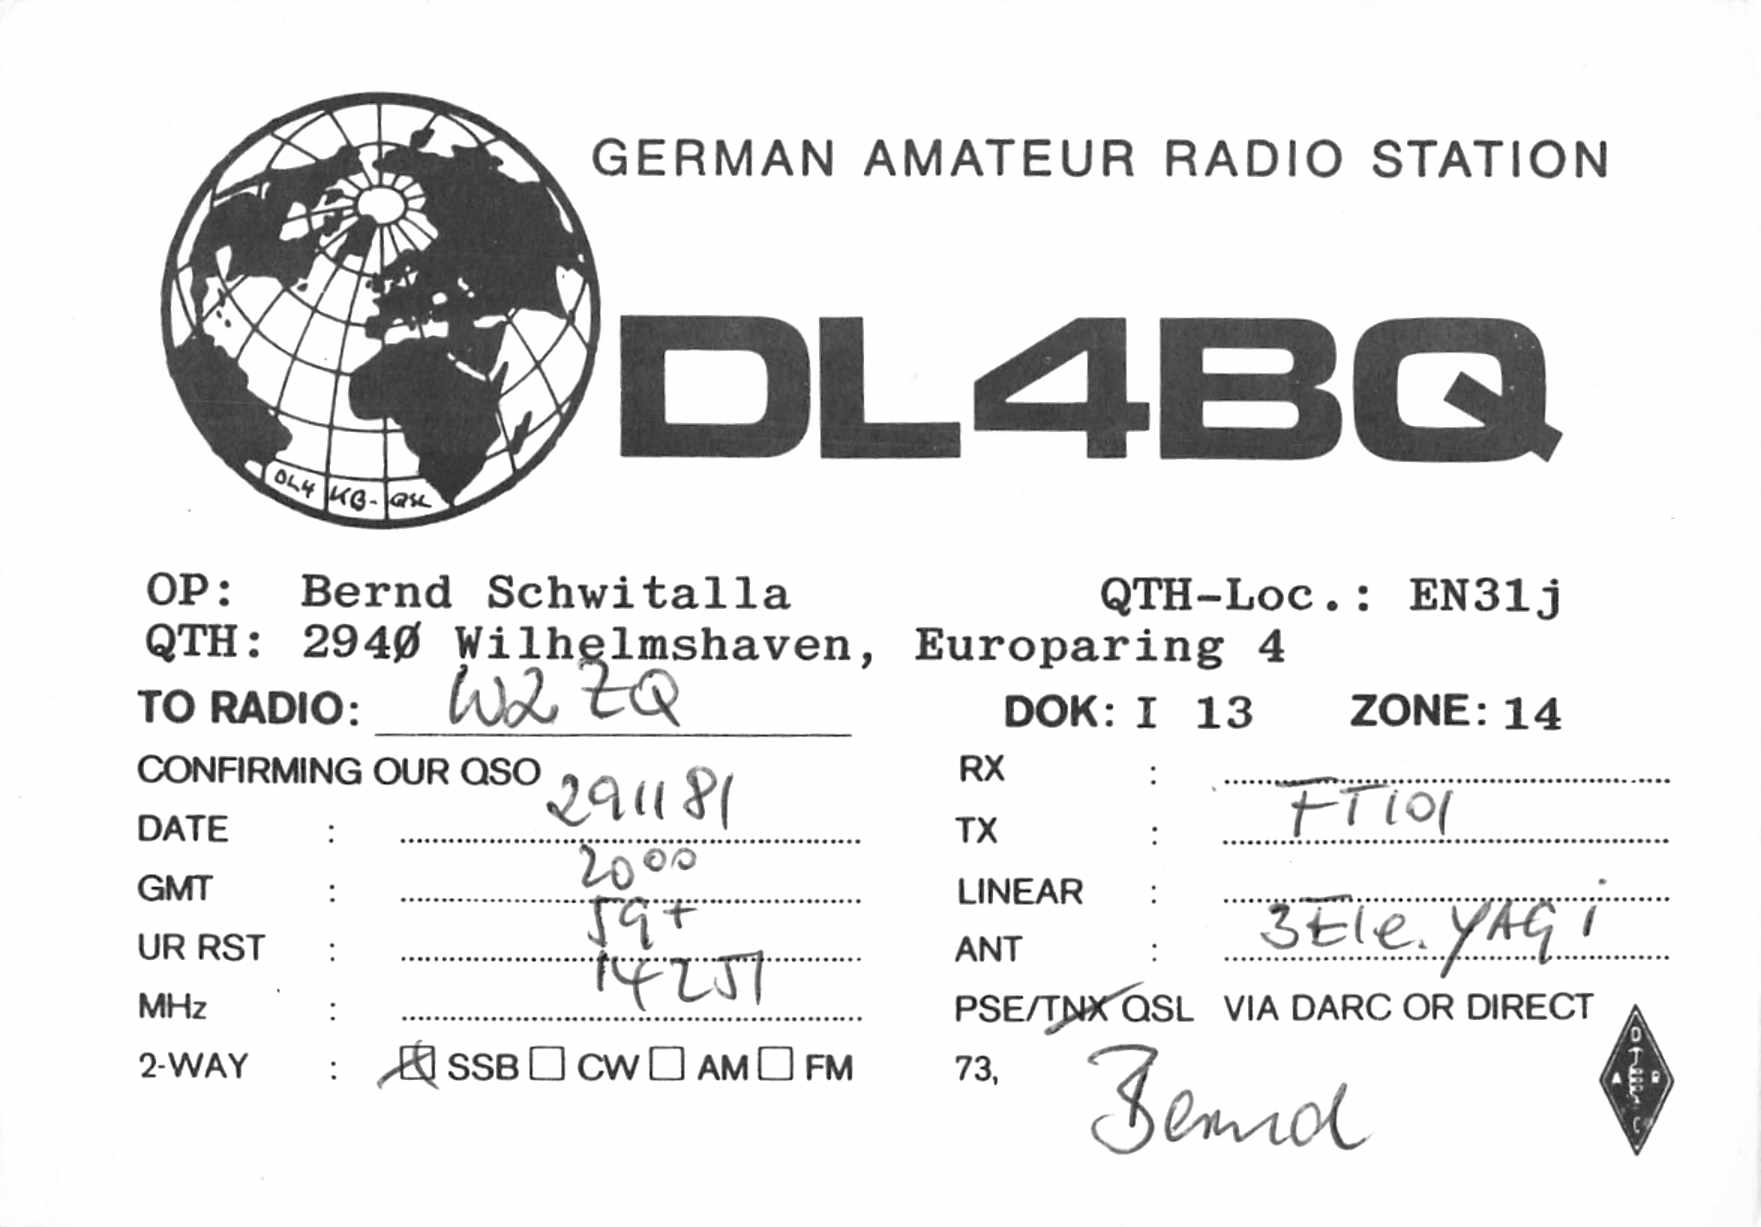 GERMAN AMATEUR RADIO STATION
DL4BQ
DL4 KB-QSL
OP: Bernd Schwitalla QTH-Loc.: EN31j
QTH: 294Ø Wilhelmshaven, Europaring 4
TO RADIO: W2ZQ DOK: I 13 ZONE: 14
CONFIRMING OUR QSO RX :
DATE : 291181 TX : FT101
GMT : 2000 LINEAR :
UR RST : 59+ ANT : 3Ele. YAGi
MHz : 14251 PSE/TNX QSL VIA DARC OR DIRECT
2-WAY : SSB CW AM FM 73, Bernd
D
A R
C